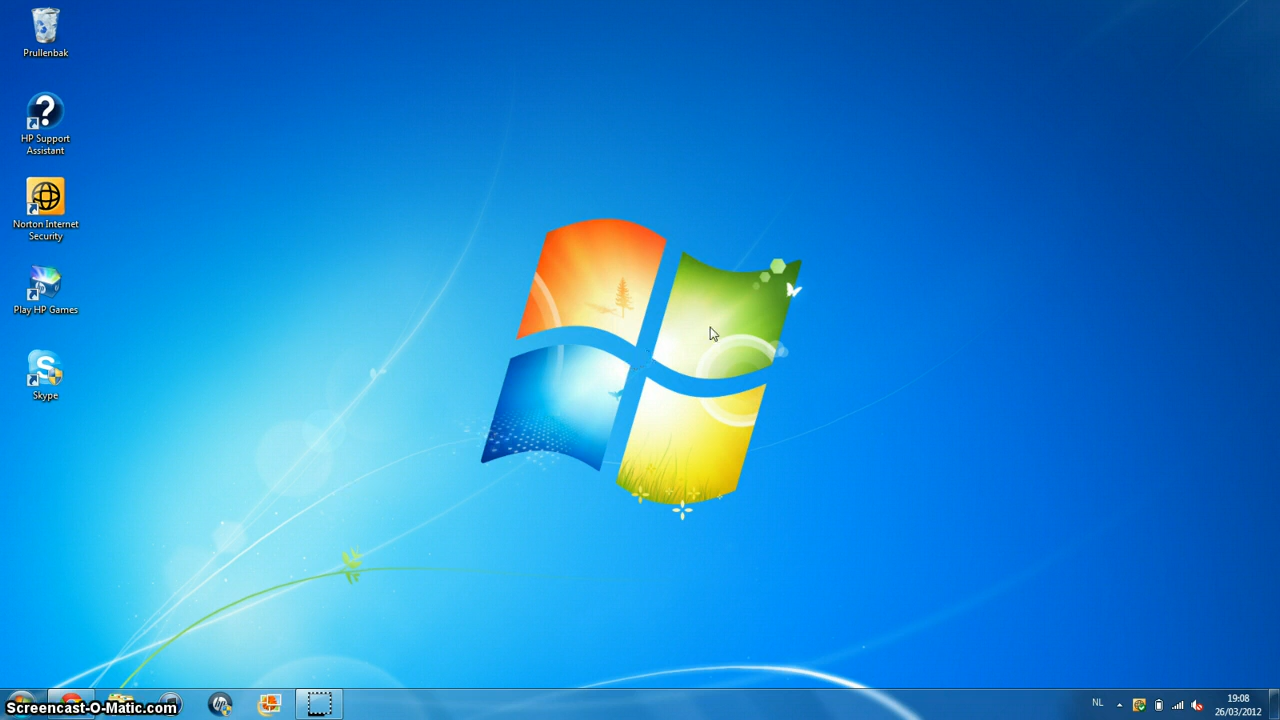 Prullenbak
HP Support
Assistant
Norton Internet
Security
Play HP Games
Skype
Screencast-O-Matic.com
NL
19:08
26/03/2012